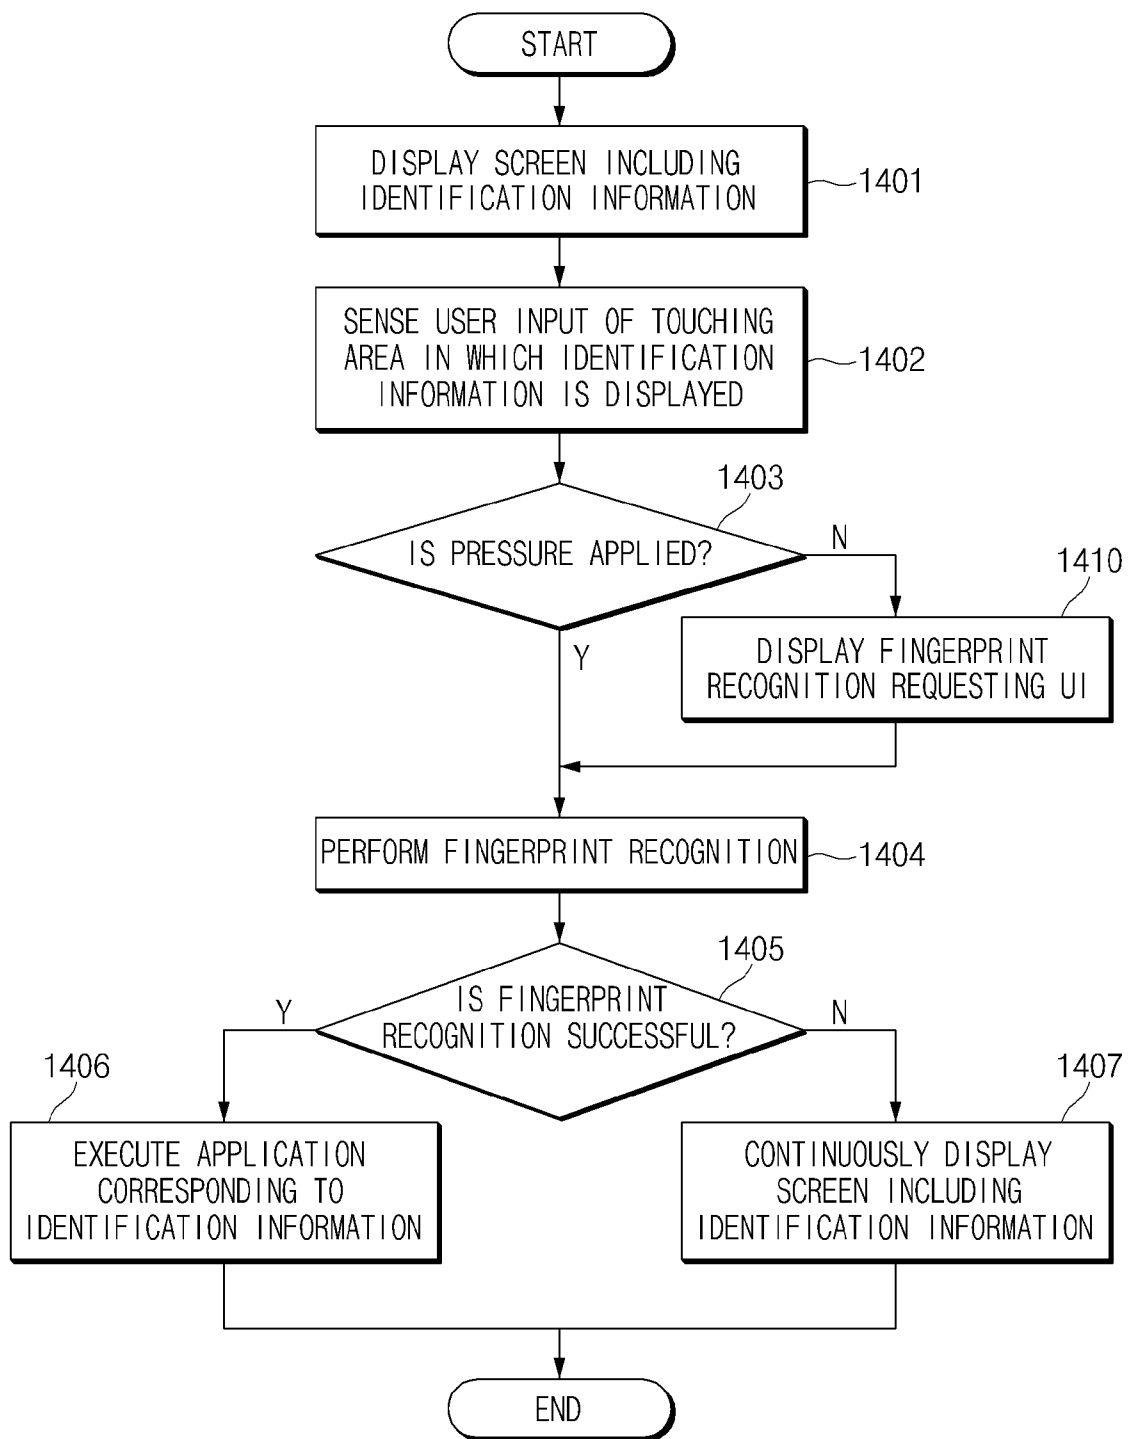 START
DISPLAY SCREEN INCLUDING
IDENTIFICATION INFORMATION
1401
SENSE USER INPUT OF TOUCHING
AREA IN WHICH IDENTIFICATION
INFORMATION IS DISPLAYED
1402
1403
IS PRESSURE APPLIED?
N
Y
1410
DISPLAY FINGERPRINT
RECOGNITION REQUESTING UI
PERFORM FINGERPRINT RECOGNITION
1404
1405
IS FINGERPRINT
RECOGNITION SUCCESSFUL?
Y
N
1406
EXECUTE APPLICATION
CORRESPONDING TO
IDENTIFICATION INFORMATION
1407
CONTINUOUSLY DISPLAY
SCREEN INCLUDING
IDENTIFICATION INFORMATION
END